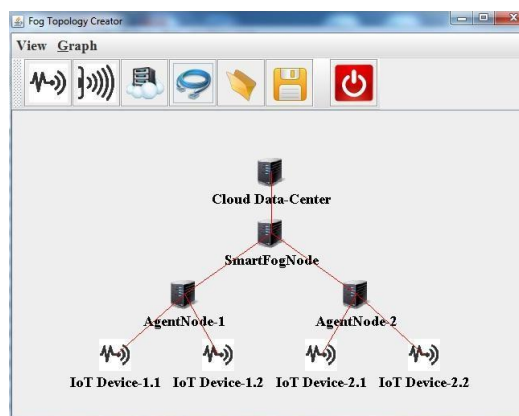 Fog Topology Creator
View Graph
Cloud Data-Center
SmartFogNode
AgentNode-1 AgentNode-2
IoT Device-1.1 IoT Device-1.2 IoT Device-2.1 IoT Device-2.2